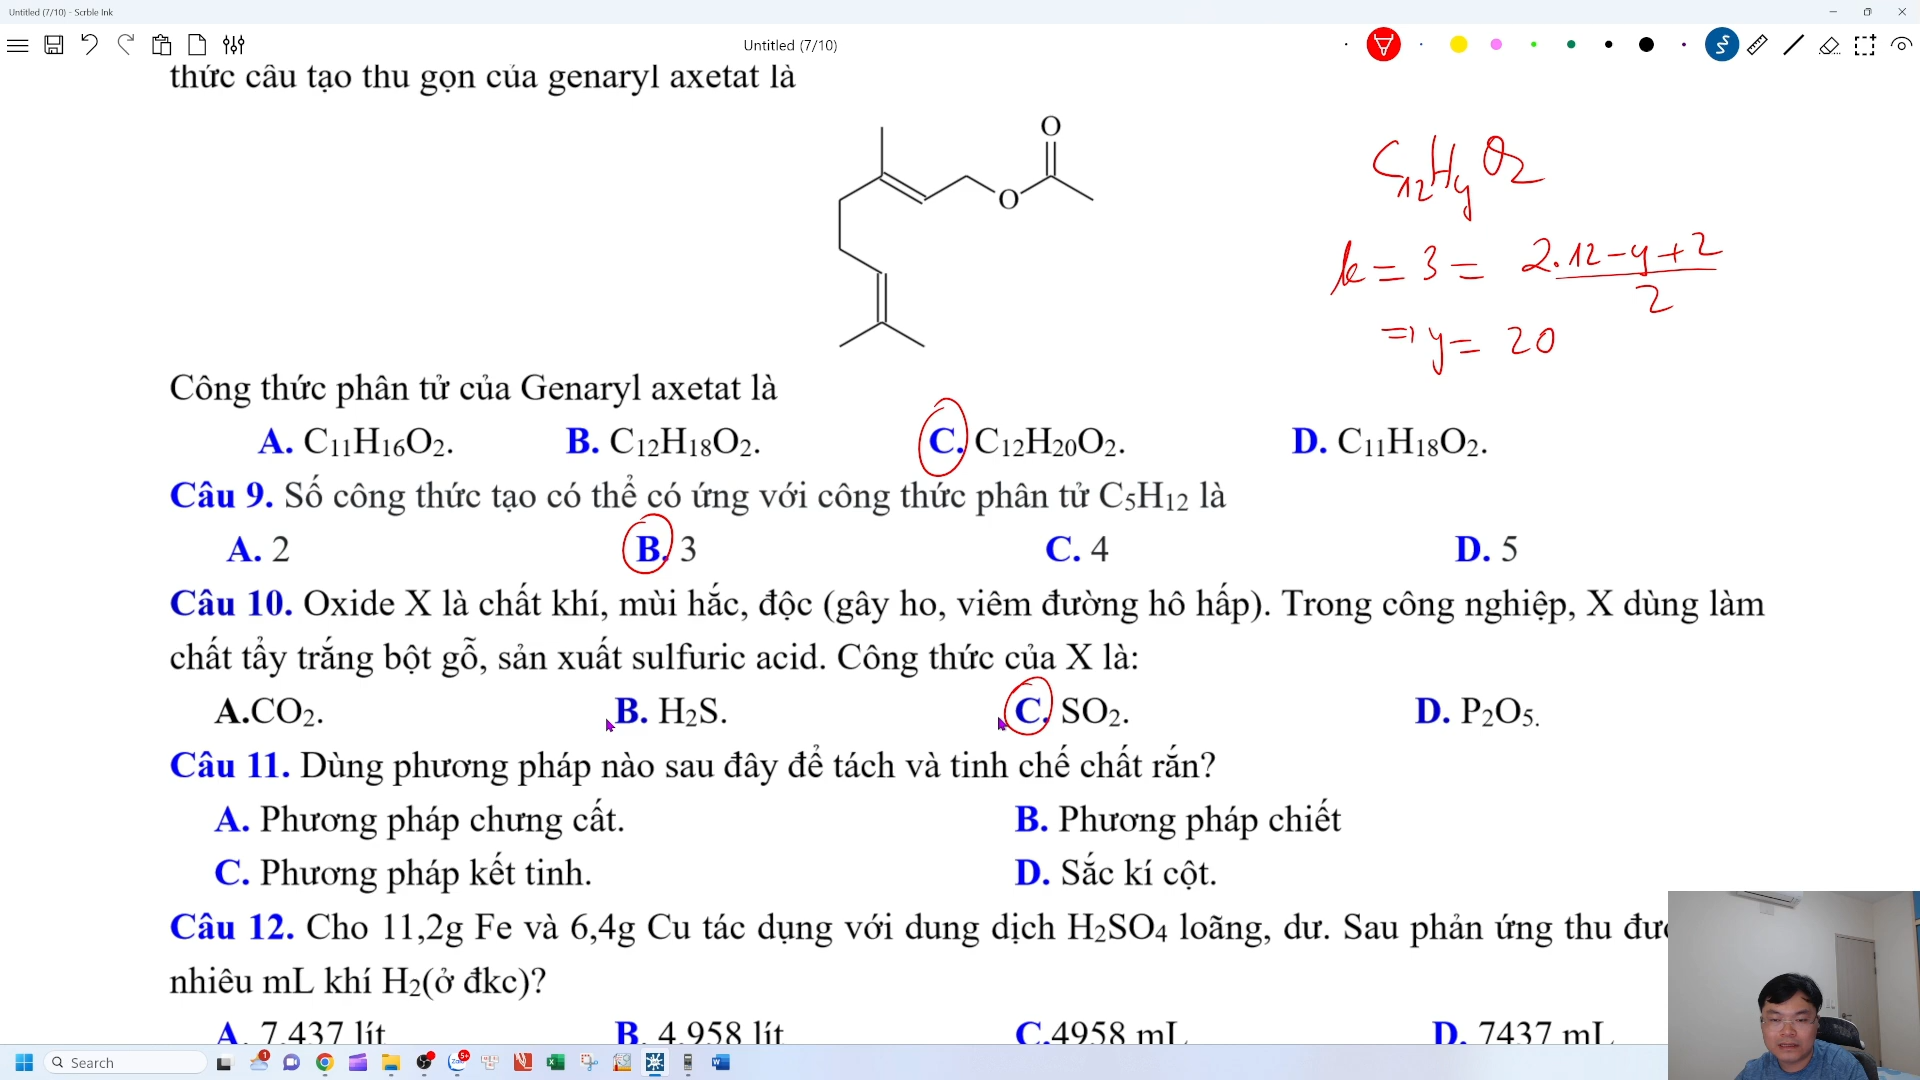 Untitled (7/10) - Scrble Ink
Untitled (7/10)
thức cấu tạo thu gọn của genaryl axetat là
O
O
C₁₂HyO₂
k = 3 = 2.12-y+2 / 2
⇒ y = 20
Công thức phân tử của Genaryl axetat là
A. C₁₁H₁₆O₂. B. C₁₂H₁₈O₂. C. C₁₂H₂₀O₂. D. C₁₁H₁₈O₂.
Câu 9. Số công thức tạo có thể có ứng với công thức phân tử C₅H₁₂ là
A. 2 B. 3 C. 4 D. 5
Câu 10. Oxide X là chất khí, mùi hắc, độc (gây ho, viêm đường hô hấp). Trong công nghiệp, X dùng làm
chất tẩy trắng bột gỗ, sản xuất sulfuric acid. Công thức của X là:
A.CO₂. B. H₂S. C. SO₂. D. P₂O₅.
Câu 11. Dùng phương pháp nào sau đây để tách và tinh chế chất rắn?
A. Phương pháp chưng cất. B. Phương pháp chiết
C. Phương pháp kết tinh. D. Sắc kí cột.
Câu 12. Cho 11,2g Fe và 6,4g Cu tác dụng với dung dịch H₂SO₄ loãng, dư. Sau phản ứng thu
nhiêu mL khí H₂(ở đkc)?
A. 7,437 lít B. 4,958 lít C.4958 mL D. 7437 mL
Search